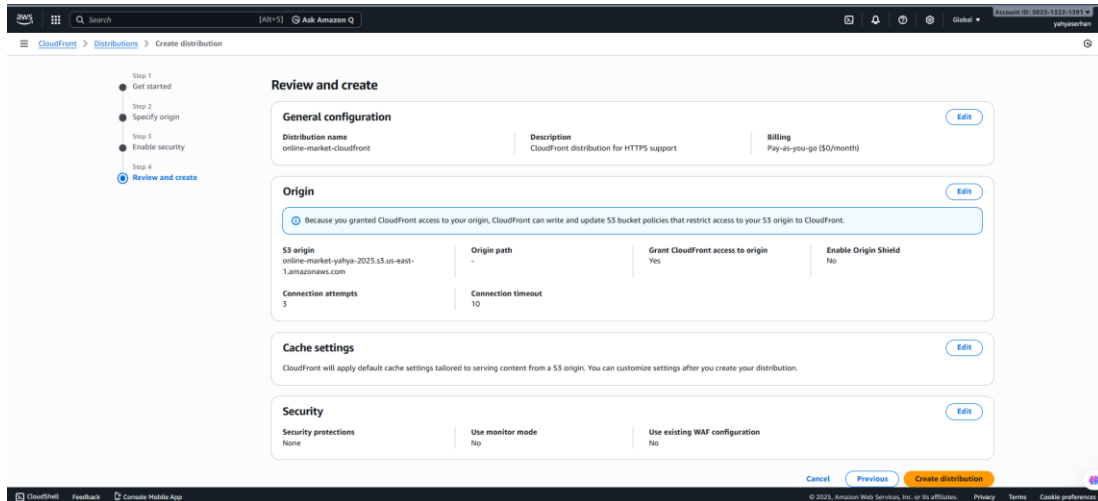 aws
Search
[Alt+S]
Ask Amazon Q
Global
Account ID: 5023-1322-1391
yahyaserhan
CloudFront > Distributions > Create distribution
Step 1
Get started
Step 2
Specify origin
Step 3
Enable security
Step 4
Review and create
Review and create
General configuration
Edit
Distribution name
online-market-cloudfront
Description
CloudFront distribution for HTTPS support
Billing
Pay-as-you-go ($0/month)
Origin
Edit
Because you granted CloudFront access to your origin, CloudFront can write and update S3 bucket policies that restrict access to your S3 origin to CloudFront.
S3 origin
online-market-yahya-2025.s3.us-east-
1.amazonaws.com
Origin path
-
Grant CloudFront access to origin
Yes
Enable Origin Shield
No
Connection attempts
3
Connection timeout
10
Cache settings
Edit
CloudFront will apply default cache settings tailored to serving content from a S3 origin. You can customize settings after you create your distribution.
Security
Edit
Security protections
None
Use monitor mode
No
Use existing WAF configuration
No
Cancel
Previous
Create distribution
CloudShell
Feedback
Console Mobile App
© 2025, Amazon Web Services, Inc. or its affiliates.
Privacy
Terms
Cookie preferences